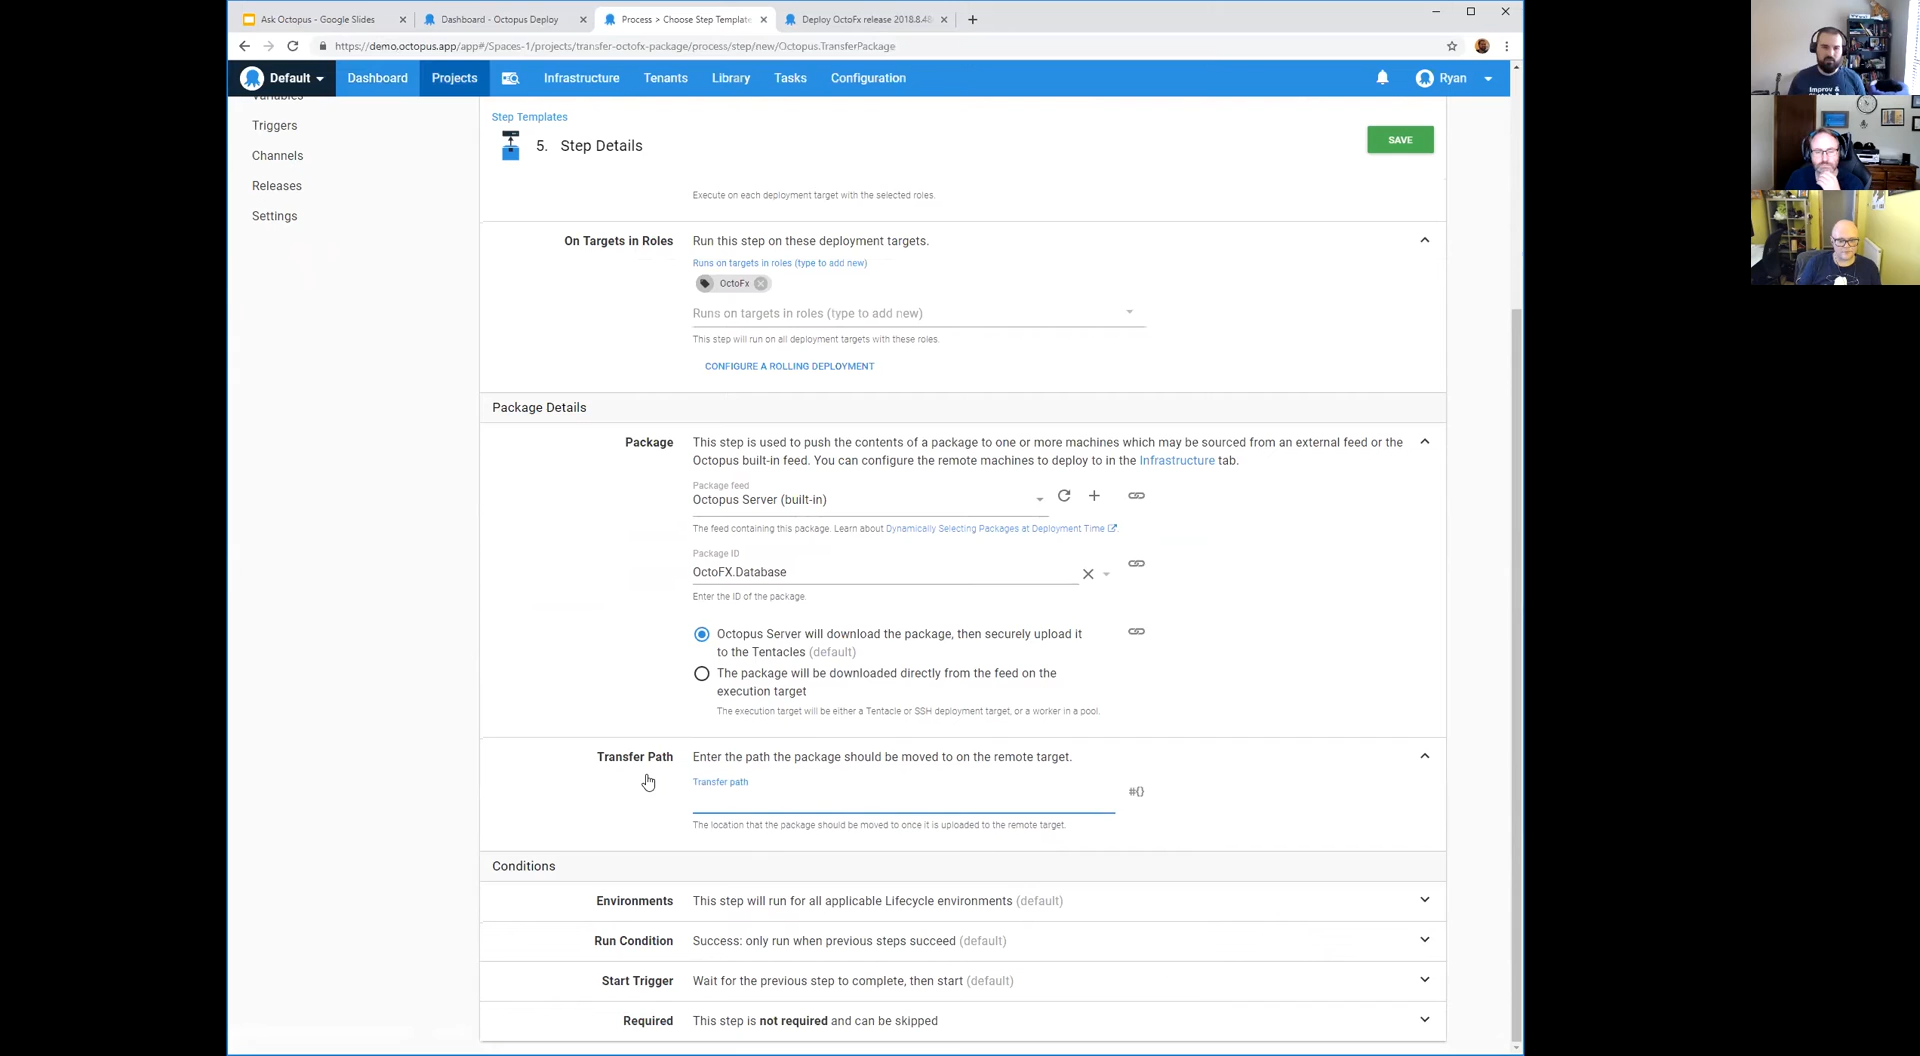 Ask Octopus - Google Slides
Dashboard - Octopus Deploy
Process > Choose Step Template
Deploy OctoFx release 2018.8.48
https://demo.octopus.app/app#/Spaces-1/projects/transfer-octofx-package/process/step/new/Octopus.TransferPackage
Default
Dashboard
Projects
Infrastructure
Tenants
Library
Tasks
Configuration
Ryan
Variables
Triggers
Channels
Releases
Settings
Step Templates
5. Step Details
SAVE
Execute on each deployment target with the selected roles.
On Targets in Roles
Run this step on these deployment targets.
Runs on targets in roles (type to add new)
OctoFx
Runs on targets in roles (type to add new)
This step will run on all deployment targets with these roles.
CONFIGURE A ROLLING DEPLOYMENT
Package Details
Package
This step is used to push the contents of a package to one or more machines which may be sourced from an external feed or the
Octopus built-in feed. You can configure the remote machines to deploy to in the Infrastructure tab.
Package feed
Octopus Server (built-in)
The feed containing this package. Learn about Dynamically Selecting Packages at Deployment Time
Package ID
OctoFX.Database
Enter the ID of the package.
Octopus Server will download the package, then securely upload it
to the Tentacles (default)
The package will be downloaded directly from the feed on the
execution target
The execution target will be either a Tentacle or SSH deployment target, or a worker in a pool.
Transfer Path
Enter the path the package should be moved to on the remote target.
Transfer path
#{}
The location that the package should be moved to once it is uploaded to the remote target.
Conditions
Environments
This step will run for all applicable Lifecycle environments (default)
Run Condition
Success: only run when previous steps succeed (default)
Start Trigger
Wait for the previous step to complete, then start (default)
Required
This step is not required and can be skipped
Improv &